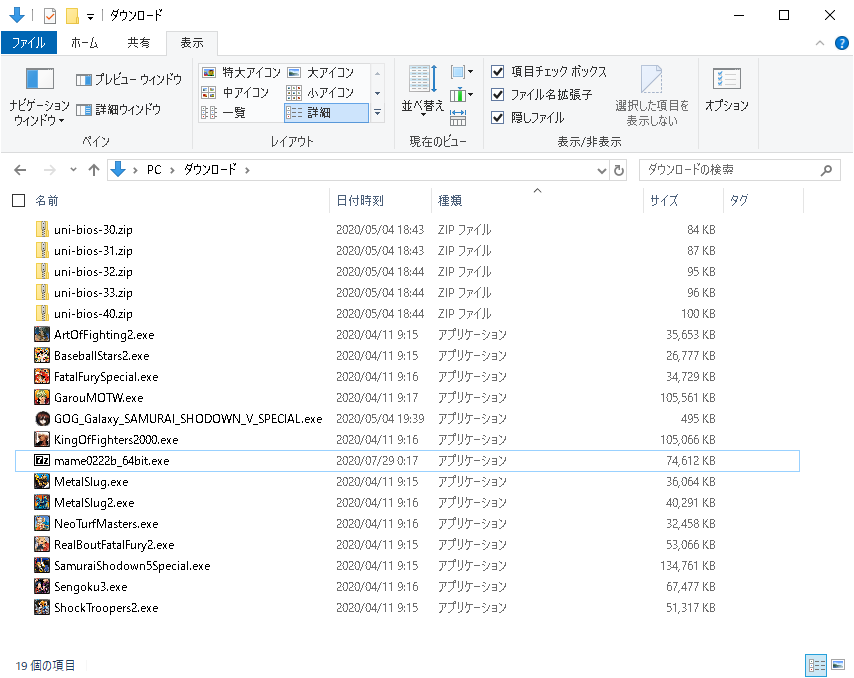 ダウンロード
ファイル ホーム 共有 表示
ナビゲーション ウィンドウ
プレビュー ウィンドウ
詳細ウィンドウ
ペイン
特大アイコン 大アイコン
中アイコン 小アイコン
一覧 詳細
レイアウト
並べ替え
現在のビュー
項目チェック ボックス
ファイル名拡張子
隠しファイル
選択した項目を
表示しない
表示/非表示
オプション
PC › ダウンロード ›
ダウンロードの検索
名前 日付時刻 種類 サイズ タグ
uni-bios-30.zip 2020/05/04 18:43 ZIP ファイル 84 KB
uni-bios-31.zip 2020/05/04 18:43 ZIP ファイル 87 KB
uni-bios-32.zip 2020/05/04 18:44 ZIP ファイル 95 KB
uni-bios-33.zip 2020/05/04 18:44 ZIP ファイル 96 KB
uni-bios-40.zip 2020/05/04 18:44 ZIP ファイル 100 KB
ArtOfFighting2.exe 2020/04/11 9:15 アプリケーション 35,653 KB
BaseballStars2.exe 2020/04/11 9:15 アプリケーション 26,777 KB
FatalFurySpecial.exe 2020/04/11 9:16 アプリケーション 34,729 KB
GarouMOTW.exe 2020/04/11 9:17 アプリケーション 105,561 KB
GOG_Galaxy_SAMURAI_SHODOWN_V_SPECIAL.exe 2020/05/04 19:39 アプリケーション 495 KB
KingOfFighters2000.exe 2020/04/11 9:16 アプリケーション 105,066 KB
mame0222b_64bit.exe 2020/07/29 0:17 アプリケーション 74,612 KB
MetalSlug.exe 2020/04/11 9:15 アプリケーション 36,064 KB
MetalSlug2.exe 2020/04/11 9:16 アプリケーション 40,291 KB
NeoTurfMasters.exe 2020/04/11 9:16 アプリケーション 32,458 KB
RealBoutFatalFury2.exe 2020/04/11 9:15 アプリケーション 53,066 KB
SamuraiShodown5Special.exe 2020/04/11 9:15 アプリケーション 134,761 KB
Sengoku3.exe 2020/04/11 9:16 アプリケーション 67,477 KB
ShockTroopers2.exe 2020/04/11 9:15 アプリケーション 51,317 KB
19 個の項目